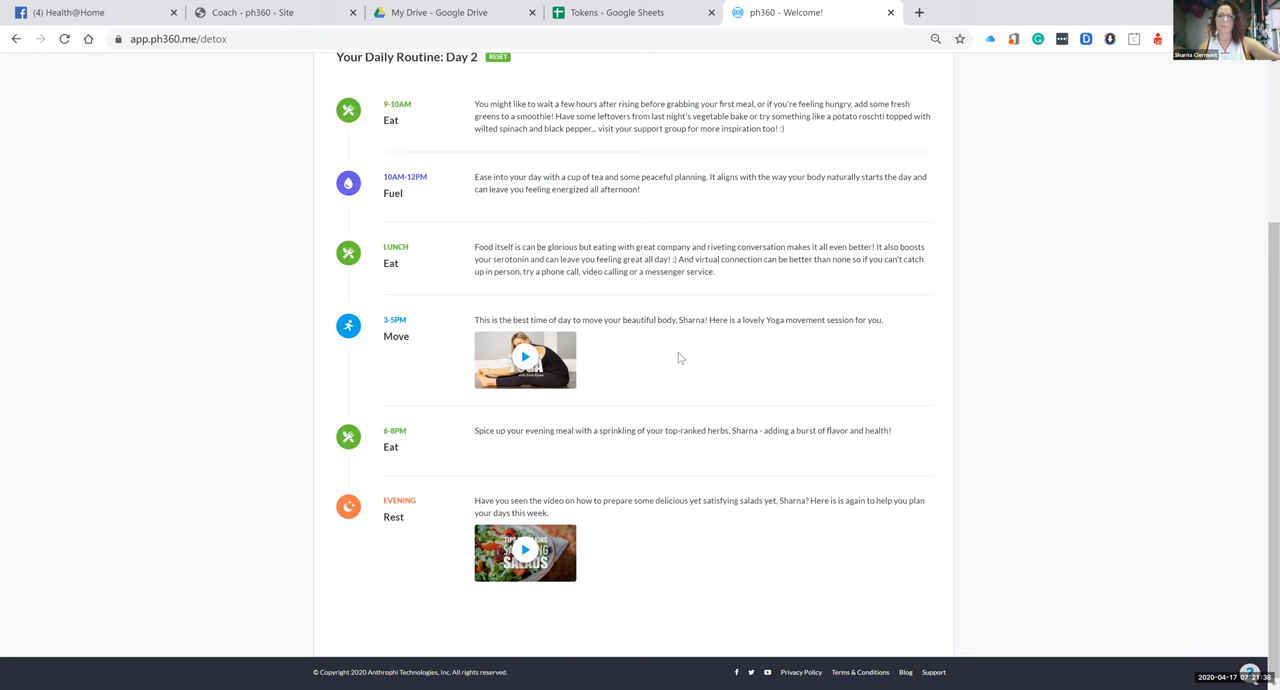 (4) Health@Home
Coach - ph360 - Site
My Drive - Google Drive
Tokens - Google Sheets
ph360 - Welcome!
app.ph360.me/detox
Sharna Clermont
Your Daily Routine: Day 2 RESET
9-10AM
Eat
You might like to wait a few hours after rising before grabbing your first meal, or if you're feeling hungry, add some fresh
greens to a smoothie! Have some leftovers from last night's vegetable bake or try something like a potato roschti topped with
wilted spinach and black pepper... visit your support group for more inspiration too! :)
10AM-12PM
Fuel
Ease into your day with a cup of tea and some peaceful planning. It aligns with the way your body naturally starts the day and
can leave you feeling energized all afternoon!
LUNCH
Eat
Food itself is can be glorious but eating with great company and riveting conversation makes it all even better! It also boosts
your serotonin and can leave you feeling great all day! :) And virtual connection can be better than none so if you can't catch
up in person, try a phone call, video calling or a messenger service.
3-5PM
Move
This is the best time of day to move your beautiful body, Sharna! Here is a lovely Yoga movement session for you.
6-8PM
Eat
Spice up your evening meal with a sprinkling of your top-ranked herbs, Sharna - adding a burst of flavor and health!
EVENING
Rest
Have you seen the video on how to prepare some delicious yet satisfying salads yet, Sharna? Here is is again to help you plan
your days this week.
SALADS
© Copyright 2020 Anthrophi Technologies, Inc. All rights reserved.
Privacy Policy
Terms & Conditions
Blog
Support
2020-04-17 07:21:38